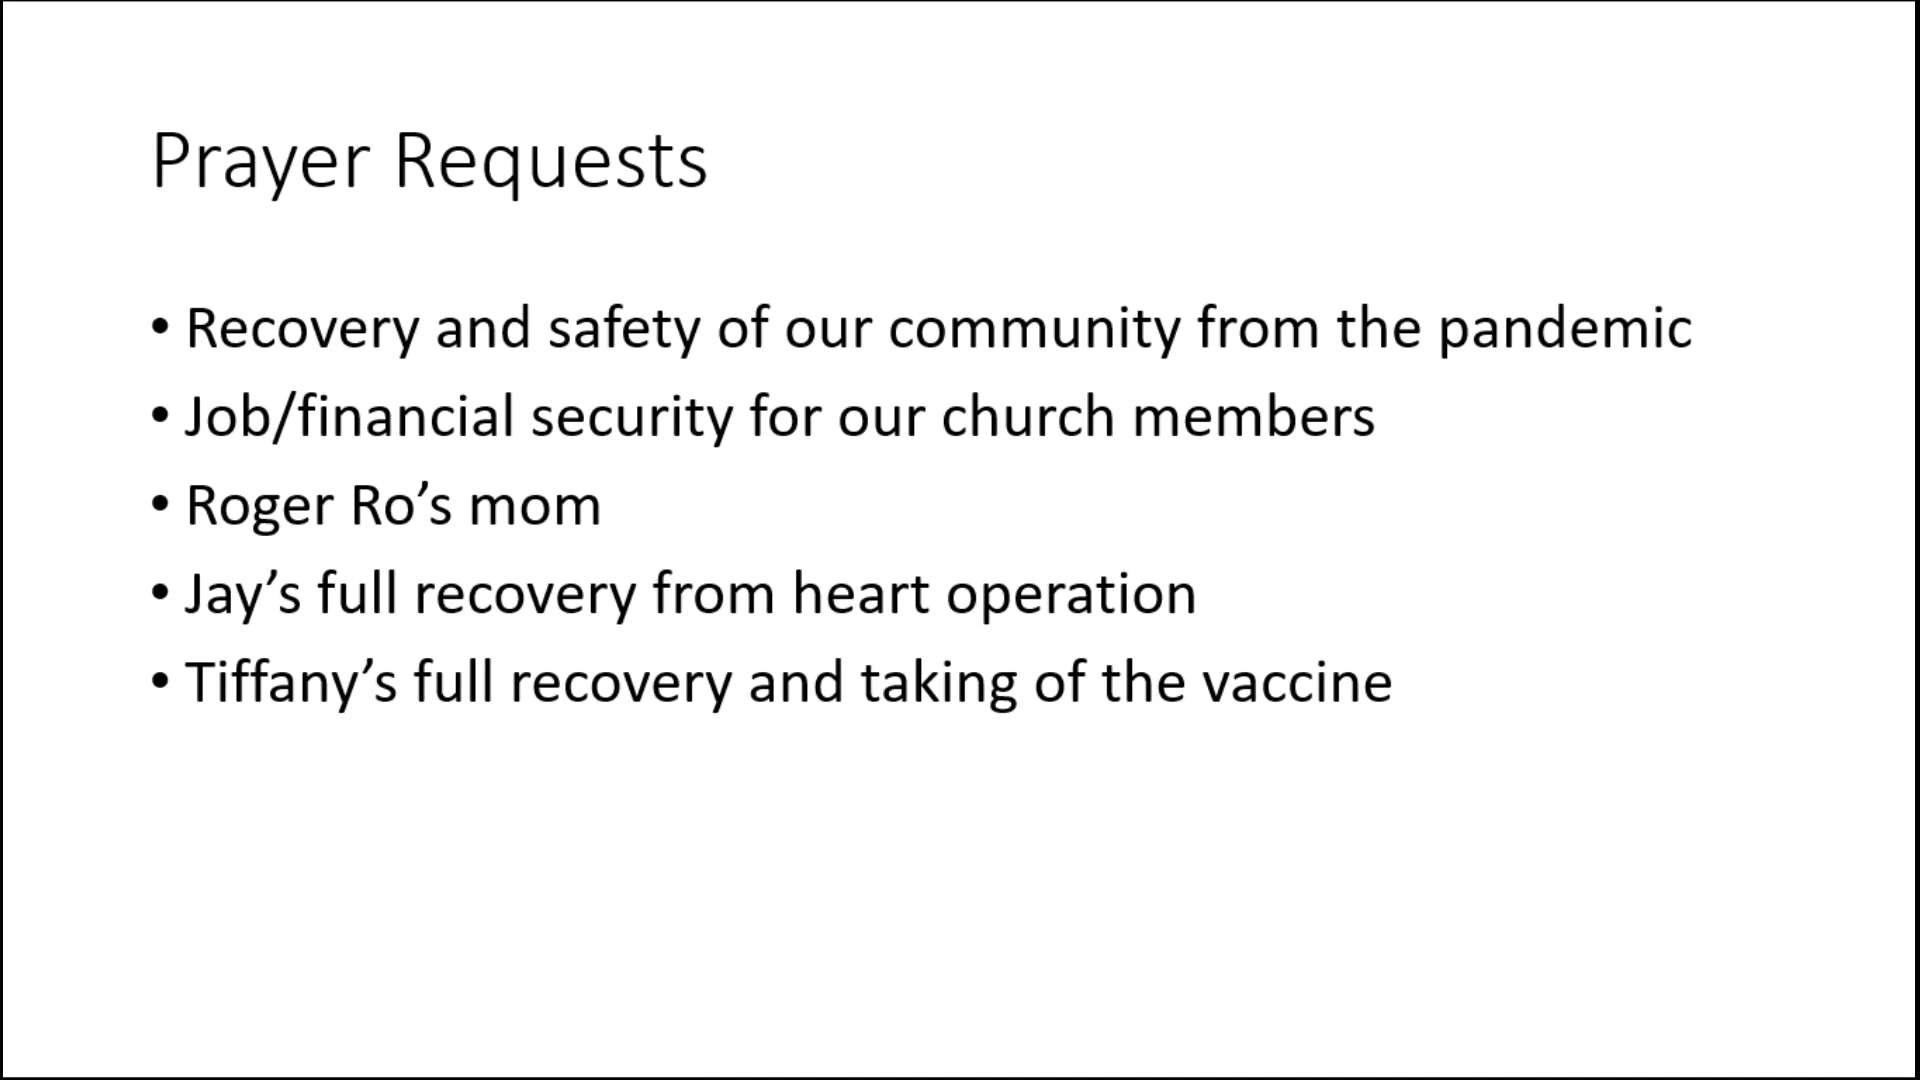 Prayer Requests
• Recovery and safety of our community from the pandemic
• Job/financial security for our church members
• Roger Ro’s mom
• Jay’s full recovery from heart operation
• Tiffany’s full recovery and taking of the vaccine